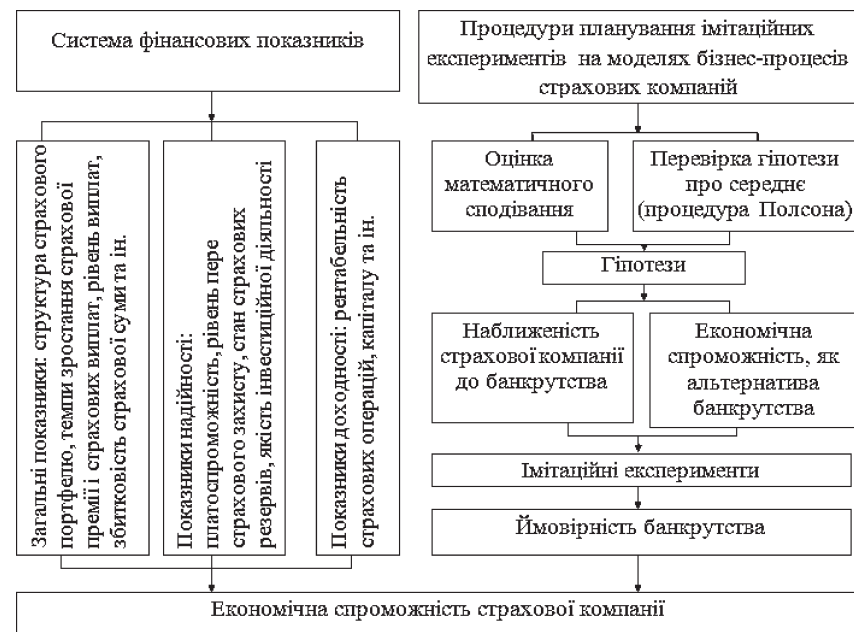 Система фінансових показників
Загальні показники: структура страхового
портфелю, темпи зростання страхової
премії і страхових виплат, рівень виплат,
збитковість страхової суми та ін.
Показники надійності:
платоспроможність, рівень пере
страхового захисту, стан страхових
резервів, якість інвестиційної діяльності
Показники доходності: рентабельність
страхових операцій, капіталу та ін.
Процедури планування імітаційних
експериментів на моделях бізнес-процесів
страхових компаній
Оцінка
математичного
сподівання
Перевірка гіпотези
про середнє
(процедура Полсона)
Гіпотези
Наближеність
страхової компанії
до банкрутства
Економічна
спроможність, як
альтернатива
банкрутства
Імітаційні експерименти
Ймовірність банкрутства
Економічна спроможність страхової компанії